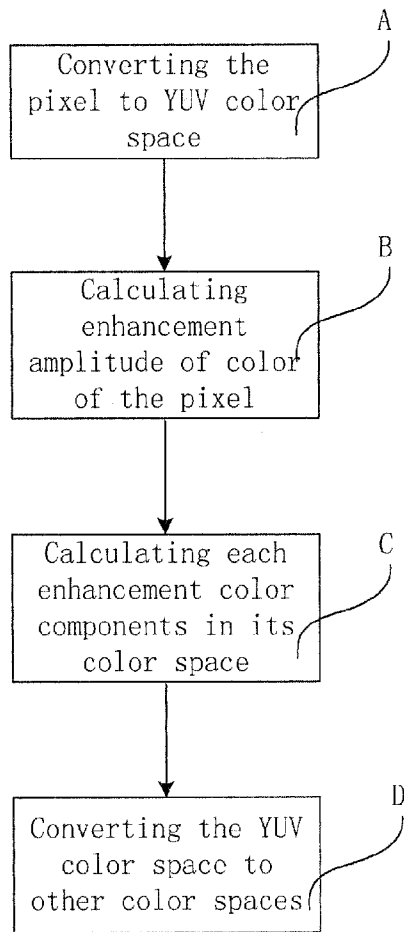 A
Converting the
pixel to YUV color
space
B
Calculating
enhancement
amplitude of color
of the pixel
C
Calculating each
enhancement color
components in its
color space
D
Converting the YUV
color space to
other color spaces